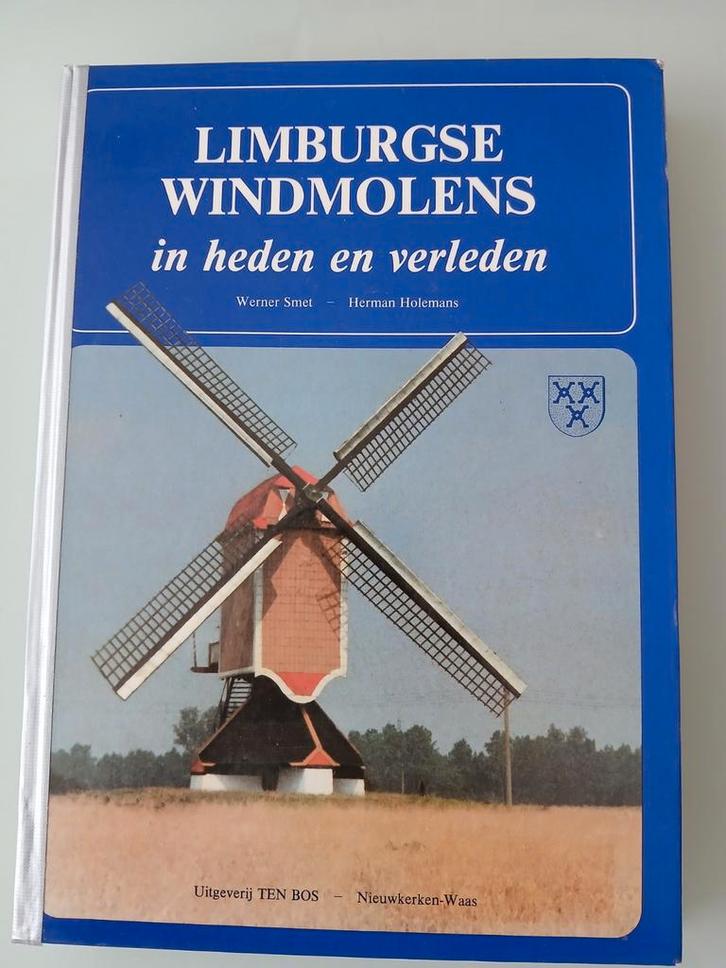 LIMBURGSE
WINDMOLENS
in heden en verleden
Werner Smet – Herman Holemans
Uitgeverij TEN BOS – Nieuwkerken-Waas